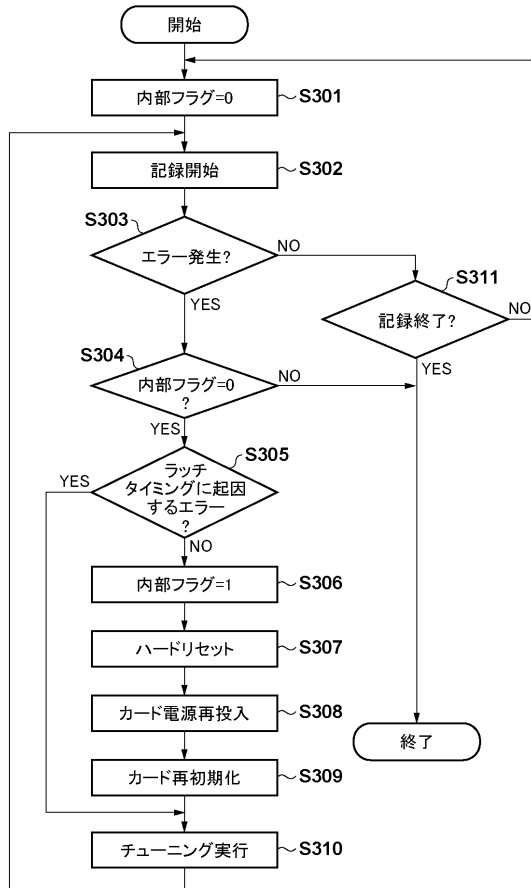 開始
内部フラグ=0
S301
記録開始
S302
S303
エラー発生?
NO
YES
S311
記録終了?
NO
YES
S304
内部フラグ=0
?
NO
YES
S305
YES
ラッチ
タイミングに起因
するエラー
?
NO
内部フラグ=1
S306
ハードリセット
S307
カード電源再投入
S308
終了
カード再初期化
S309
チューニング実行
S310